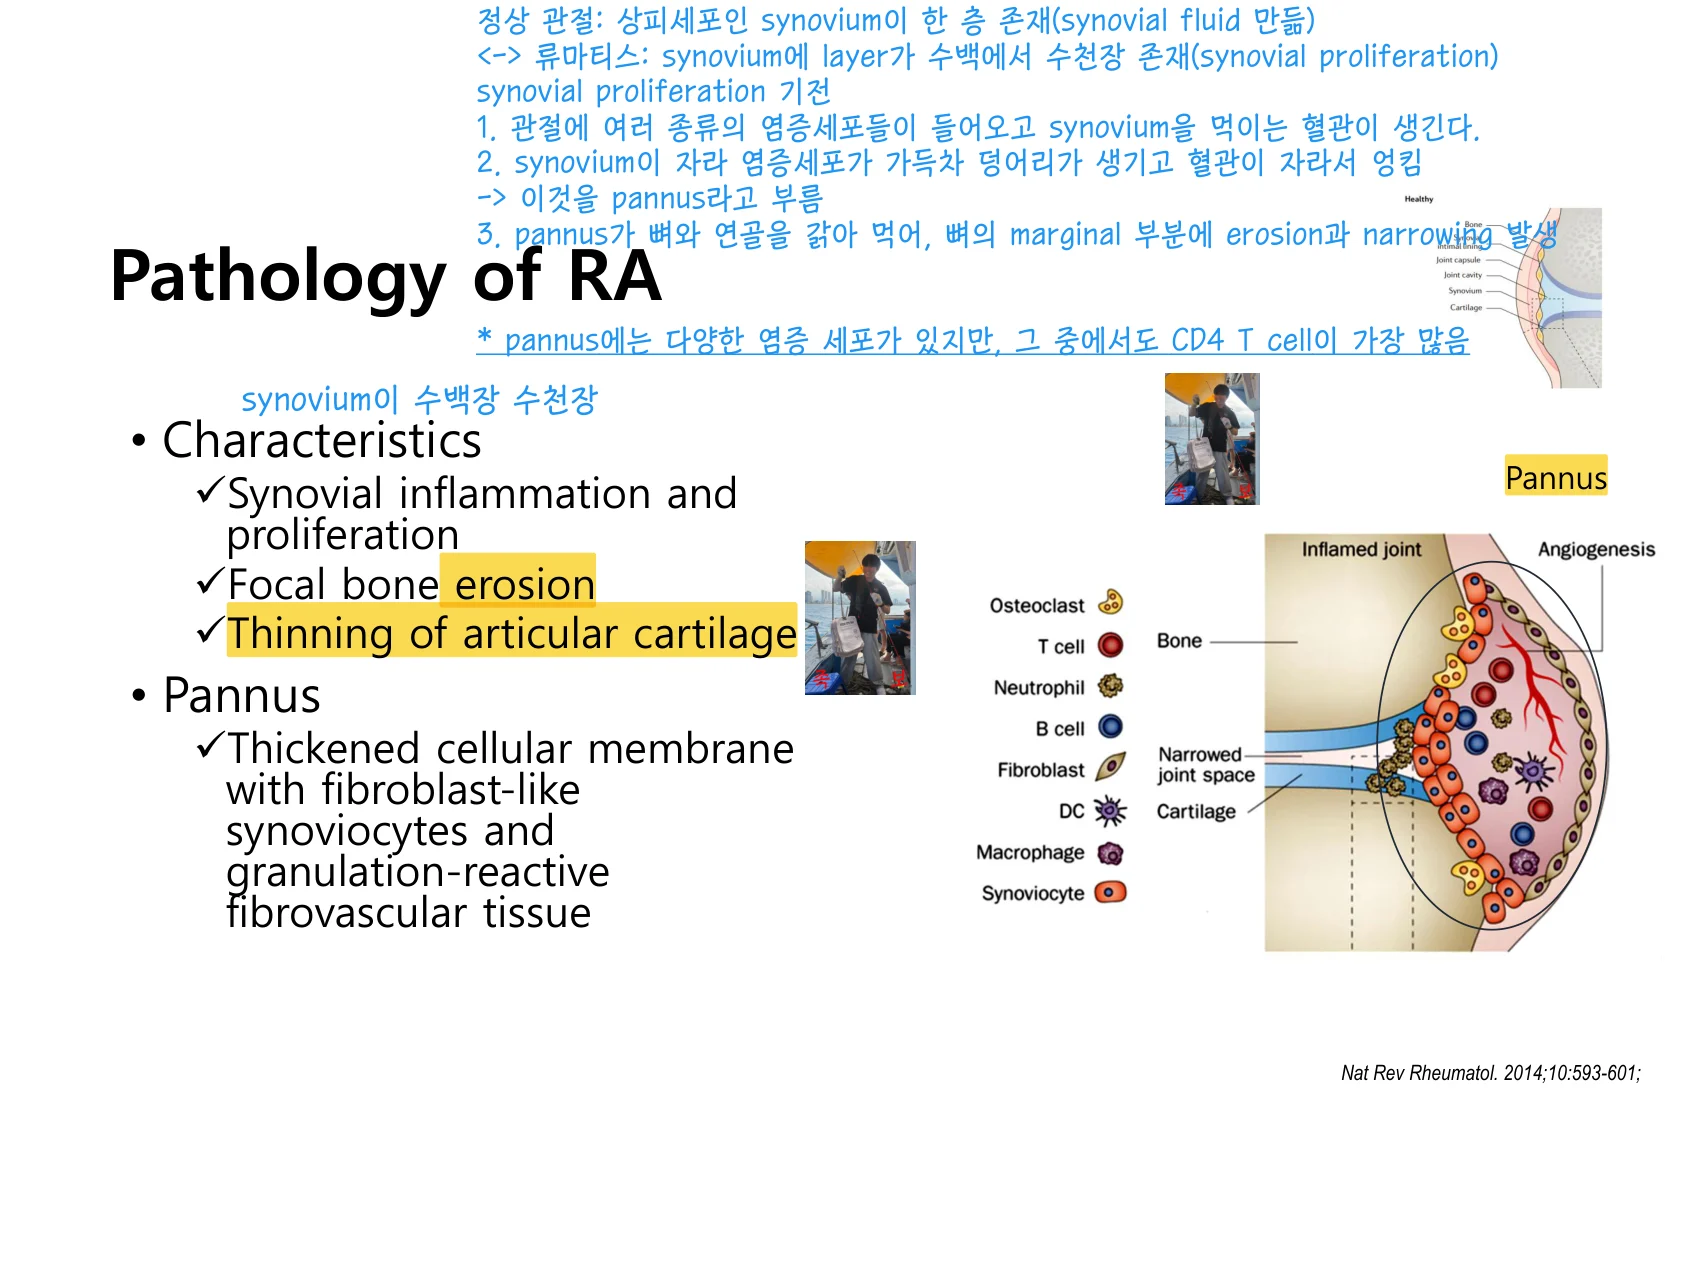 정상 관절: 상피세포인 synovium이 한 층 존재(synovial fluid 만듦)
<-> 류마티스: synovium에 layer가 수백에서 수천장 존재(synovial proliferation)
synovial proliferation 기전
1. 관절에 여러 종류의 염증세포들이 들어오고 synovium을 먹이는 혈관이 생긴다.
2. synovium이 자라 염증세포가 가득차 덩어리가 생기고 혈관이 자라서 엉킴
-> 이것을 pannus라고 부름
3. pannus가 뼈와 연골을 갉아 먹어, 뼈의 marginal 부분에 erosion과 narrowing 발생
Healthy
Bone
Intimal lining
Joint capsule
Joint cavity
Synovium
Cartilage
Pathology of RA
* pannus에는 다양한 염증 세포가 있지만, 그 중에서도 CD4 T cell이 가장 많음
synovium이 수백장 수천장
• Characteristics
✓Synovial inflammation and
proliferation
✓Focal bone erosion
✓Thinning of articular cartilage
• Pannus
✓Thickened cellular membrane
with fibroblast-like
synoviocytes and
granulation-reactive
fibrovascular tissue
족 보
족 보
Pannus
Inflamed joint
Angiogenesis
Osteoclast
T cell
Neutrophil
B cell
Fibroblast
DC
Macrophage
Synoviocyte
Bone
Narrowed
joint space
Cartilage
Nat Rev Rheumatol. 2014;10:593-601;